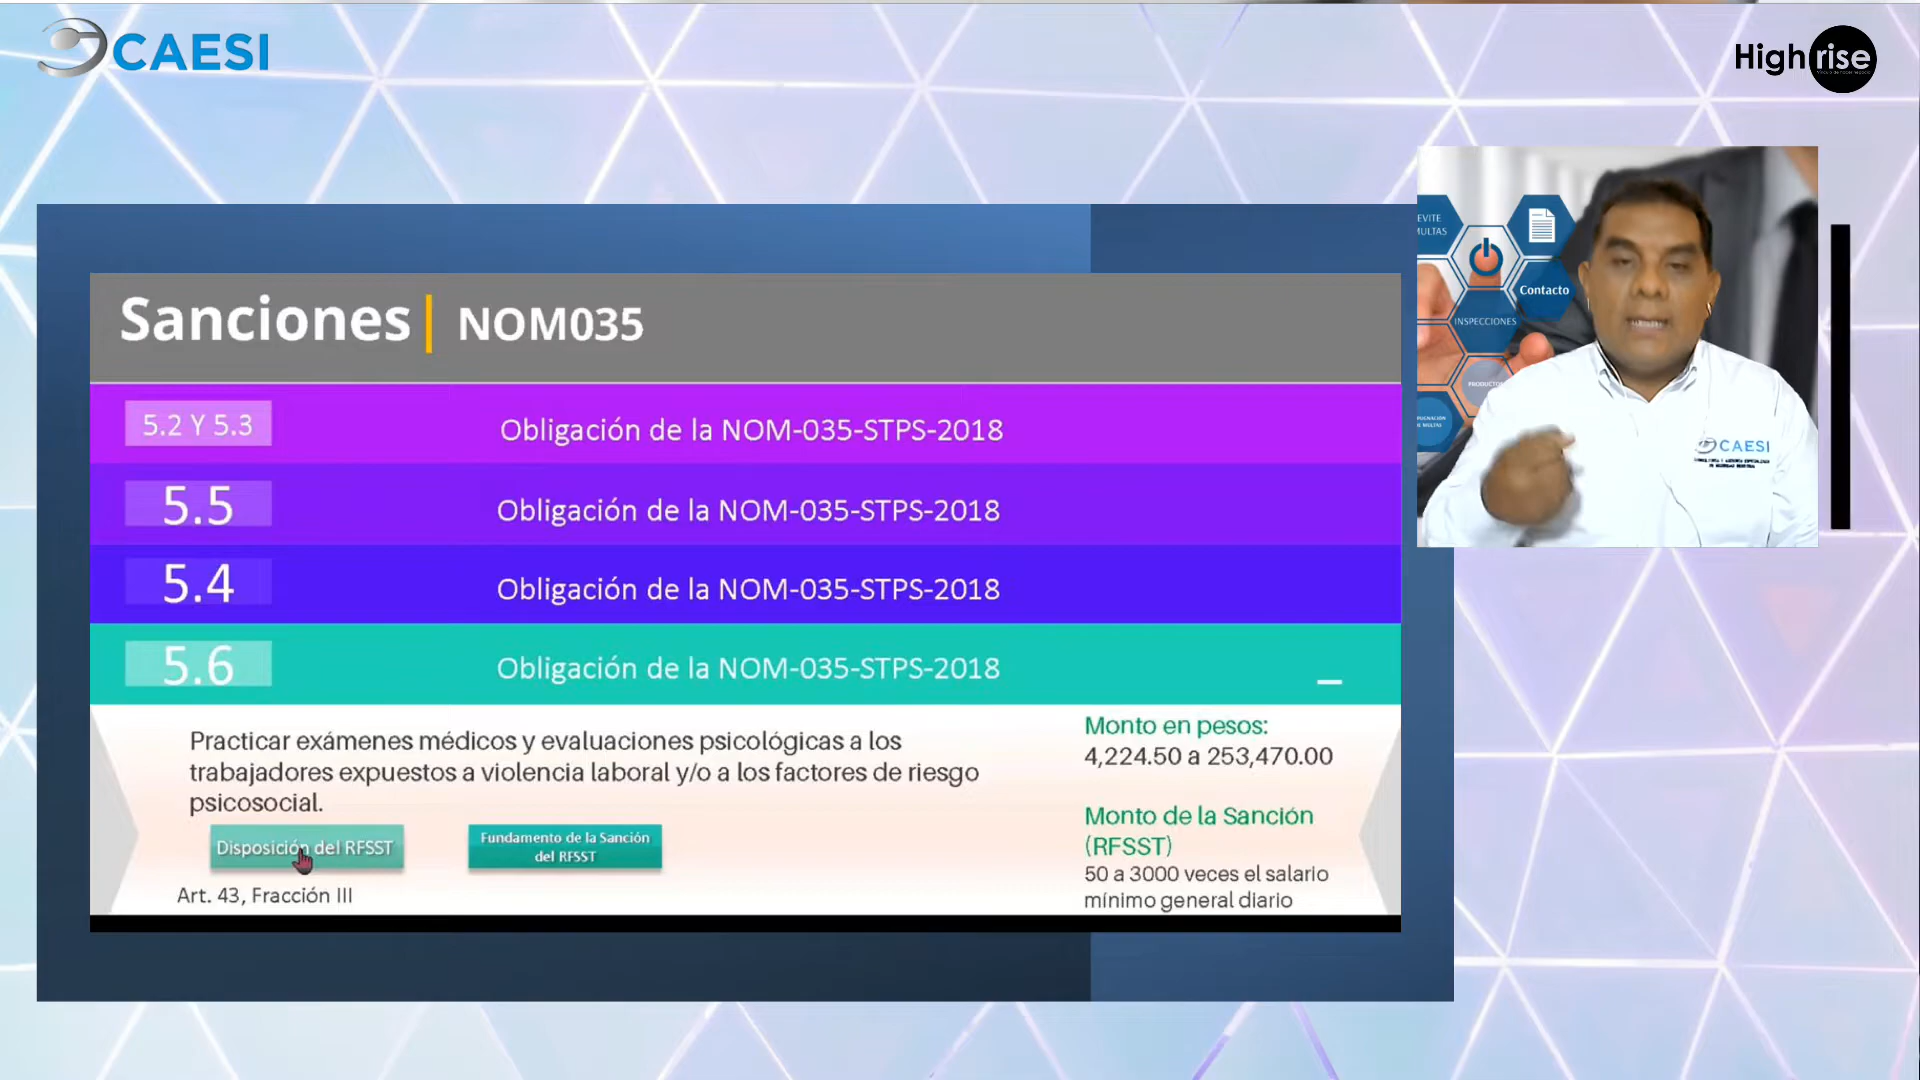 CAESI
High rise
Sanciones | NOM035
5.2 Y 5.3
Obligación de la NOM-035-STPS-2018
5.5
Obligación de la NOM-035-STPS-2018
5.4
Obligación de la NOM-035-STPS-2018
5.6
Obligación de la NOM-035-STPS-2018
Practicar exámenes médicos y evaluaciones psicológicas a los
trabajadores expuestos a violencia laboral y/o a los factores de riesgo
psicosocial.
Disposición del RFSST
Fundamento de la Sanción
del RFSST
Art. 43, Fracción III
Monto en pesos:
4,224.50 a 253,470.00
Monto de la Sanción
(RFSST)
50 a 3000 veces el salario
mínimo general diario
EVITE
MULTAS
Contacto
INSPECCIONES
PRODUCTOS
CAESI